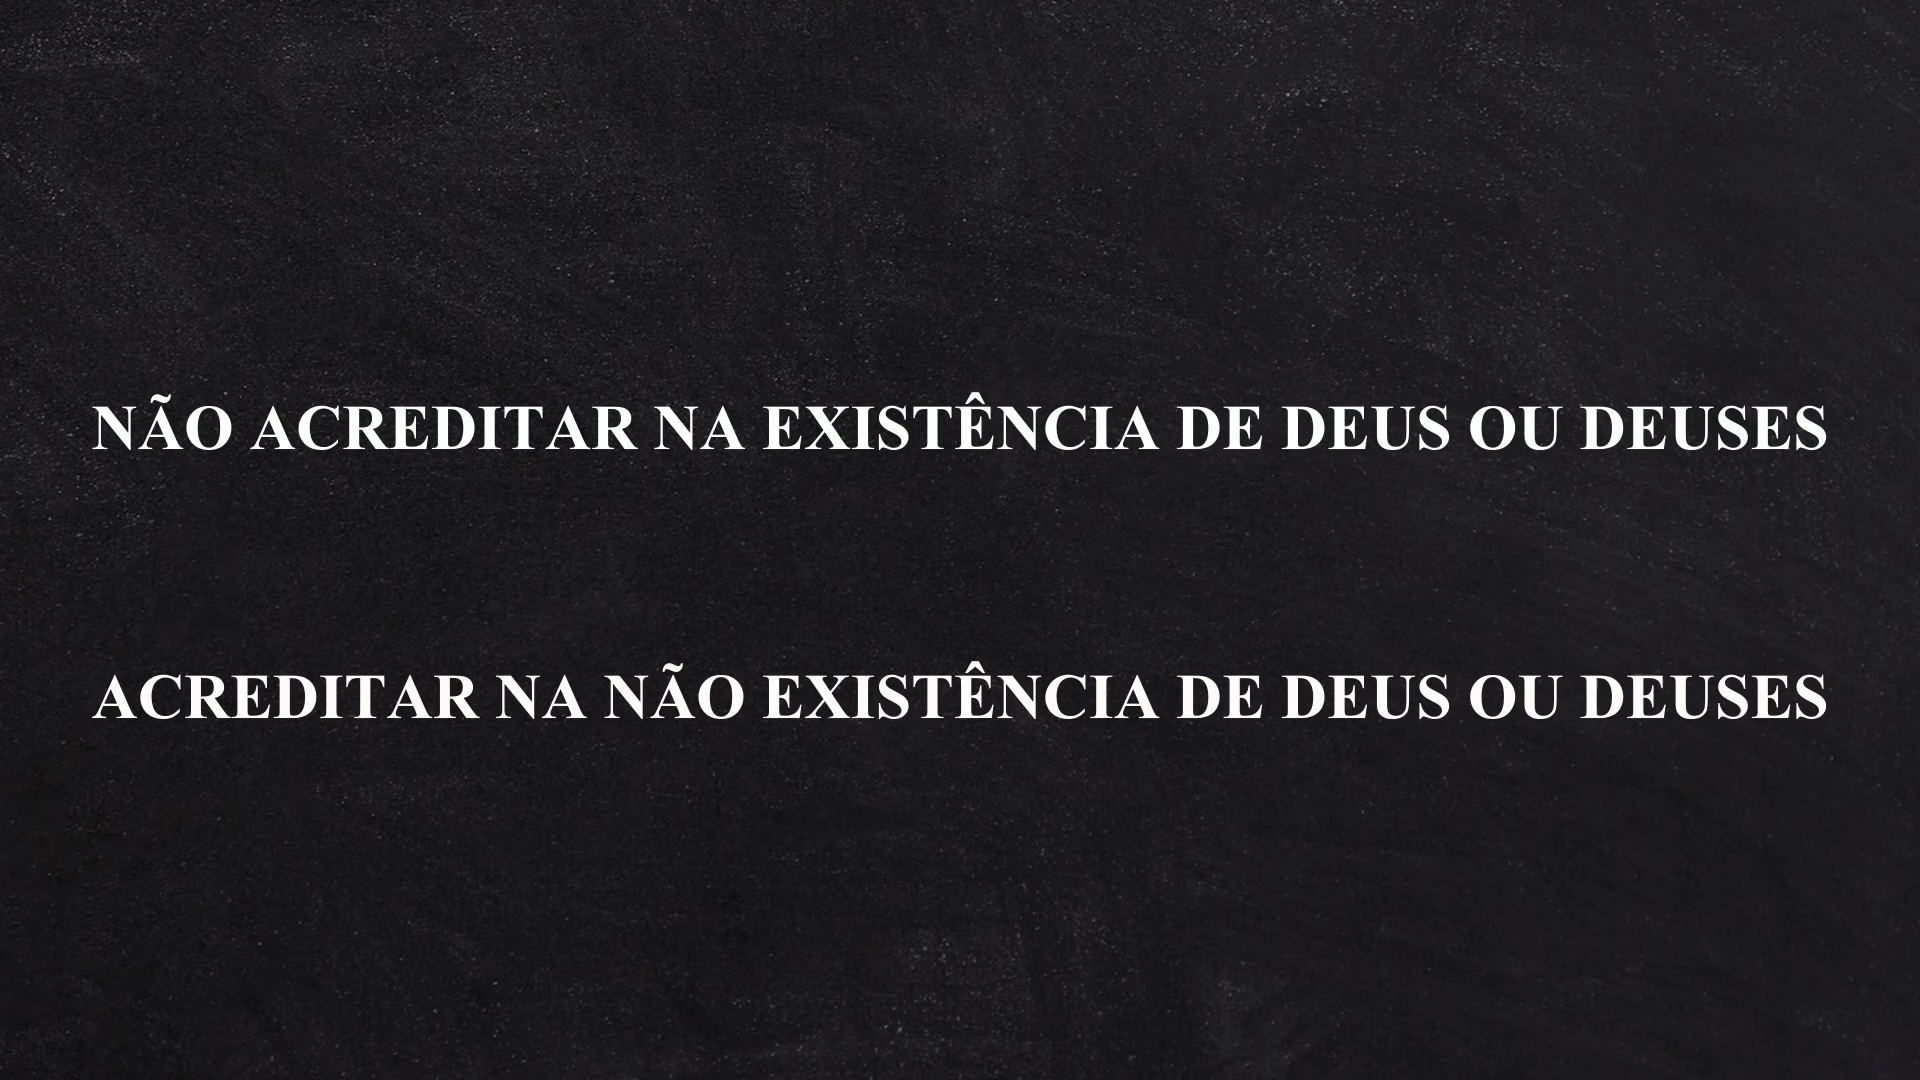 NÃO ACREDITAR NA EXISTÊNCIA DE DEUS OU DEUSES
ACREDITAR NA NÃO EXISTÊNCIA DE DEUS OU DEUSES